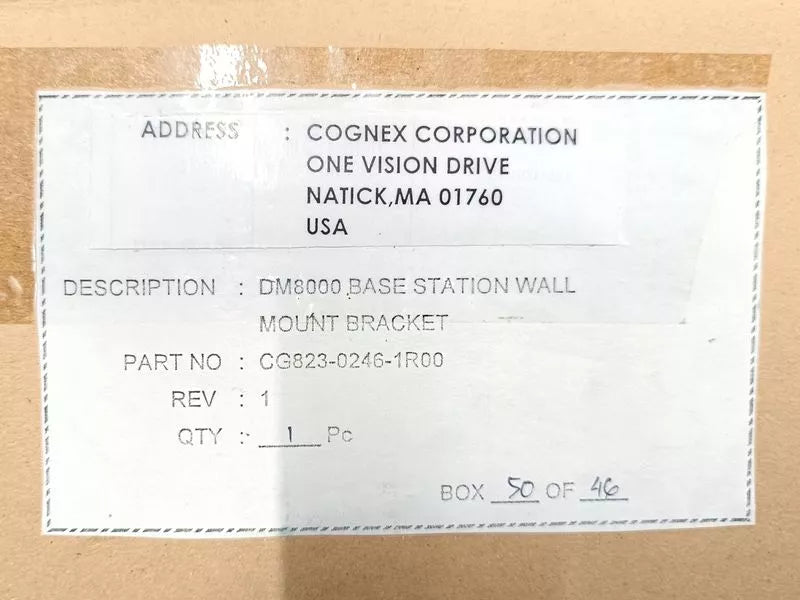 ADDRESS : COGNEX CORPORATION
ONE VISION DRIVE
NATICK,MA 01760
USA
DESCRIPTION : DM8000 BASE STATION WALL
MOUNT BRACKET
PART NO : CG823-0246-1R00
REV : 1
QTY : 1 Pc
BOX 50 OF 46